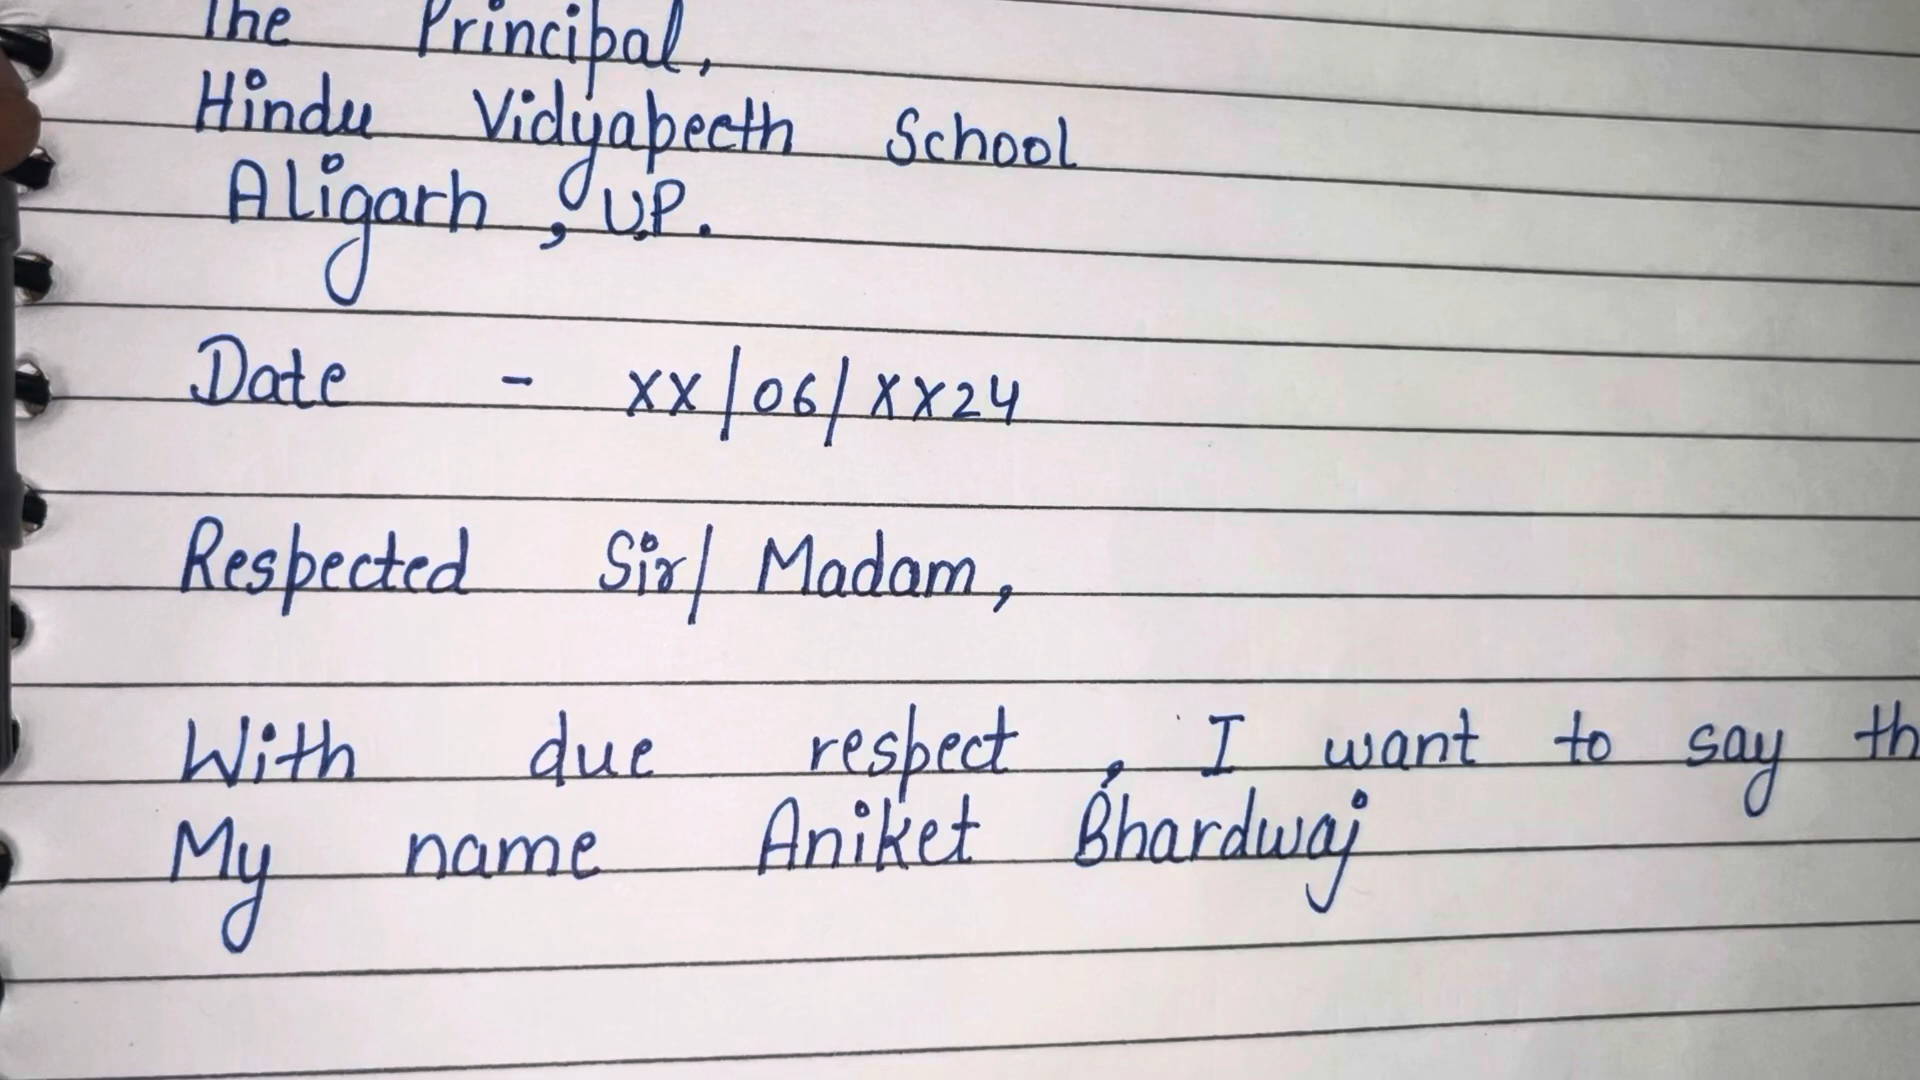 The Principal,
Hindu Vidyapeeth School
Aligarh, U.P.
Date - XX/06/XX24
Respected Sir/Madam,
With due respect, I want to say th
My name Aniket Bhardwaj